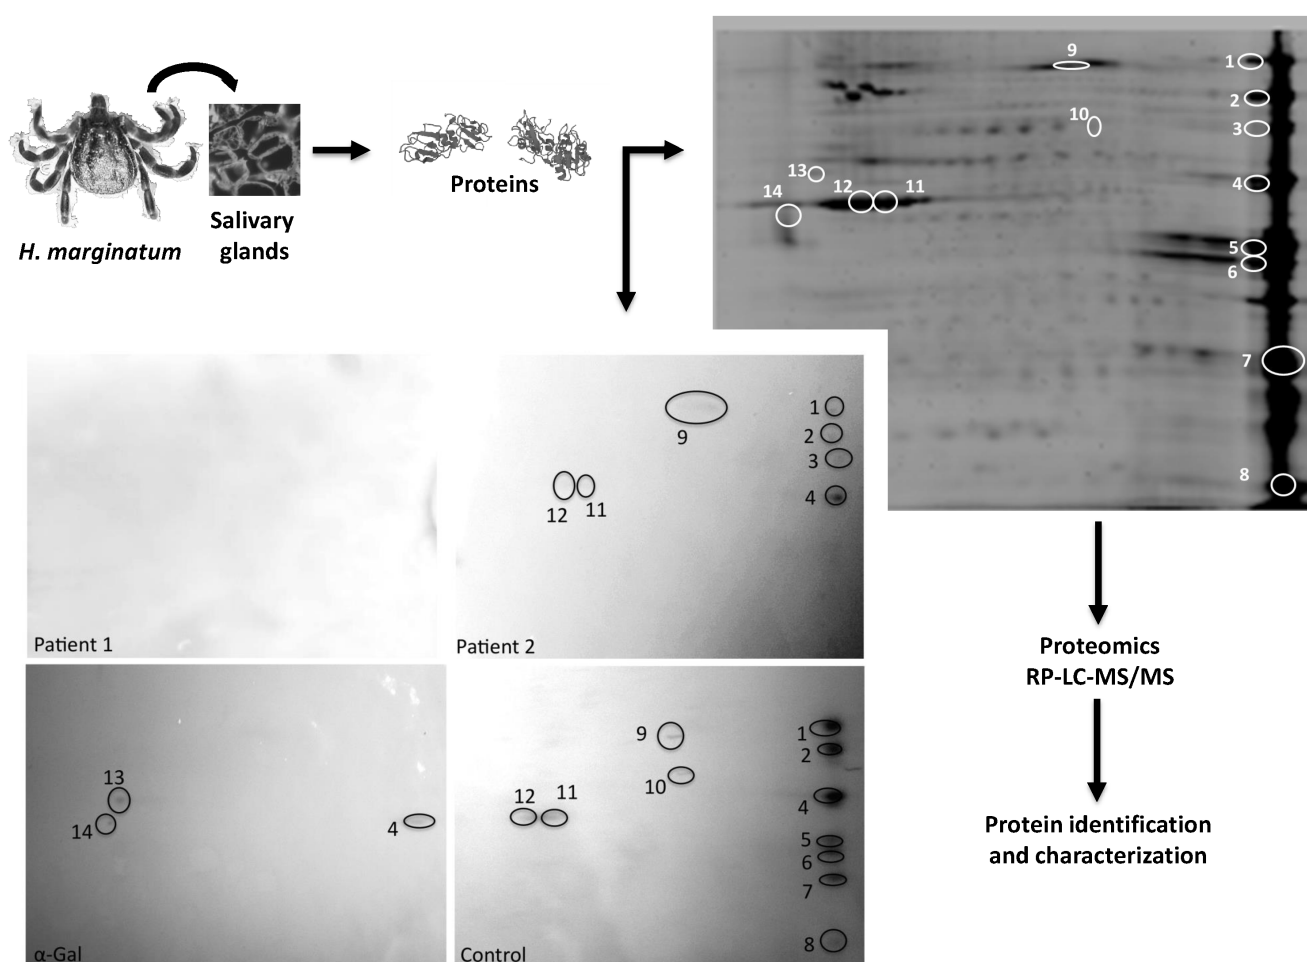 H. marginatum
Salivary
glands
Proteins
9
1
2
10
3
13
4
14
12
11
5
6
7
8
Patient 1
9
1
2
3
4
12
11
Patient 2
13
14
4
α-Gal
9
1
2
10
12
11
4
5
6
7
8
Control
Proteomics
RP-LC-MS/MS
Protein identification
and characterization